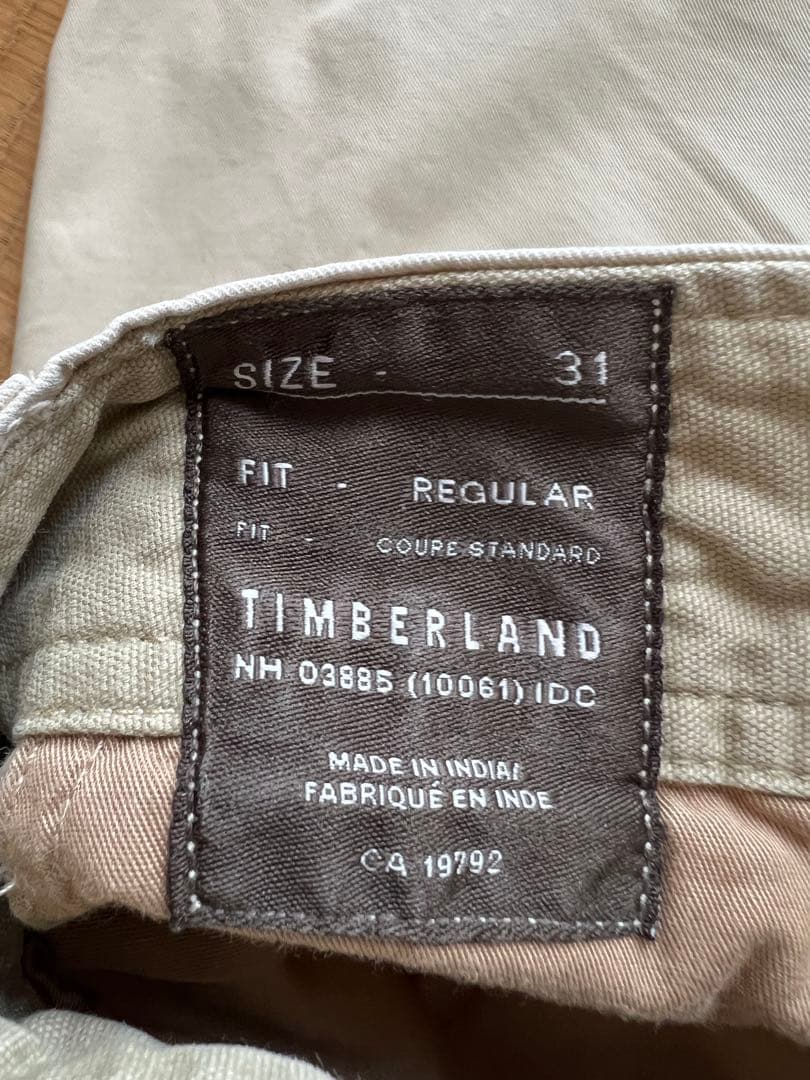 SIZE - 31
FIT - REGULAR
FIT - COUPE STANDARD
TIMBERLAND
NH 03885 (10061) IDC
MADE IN INDIA/
FABRIQUÉ EN INDE
CA 19792